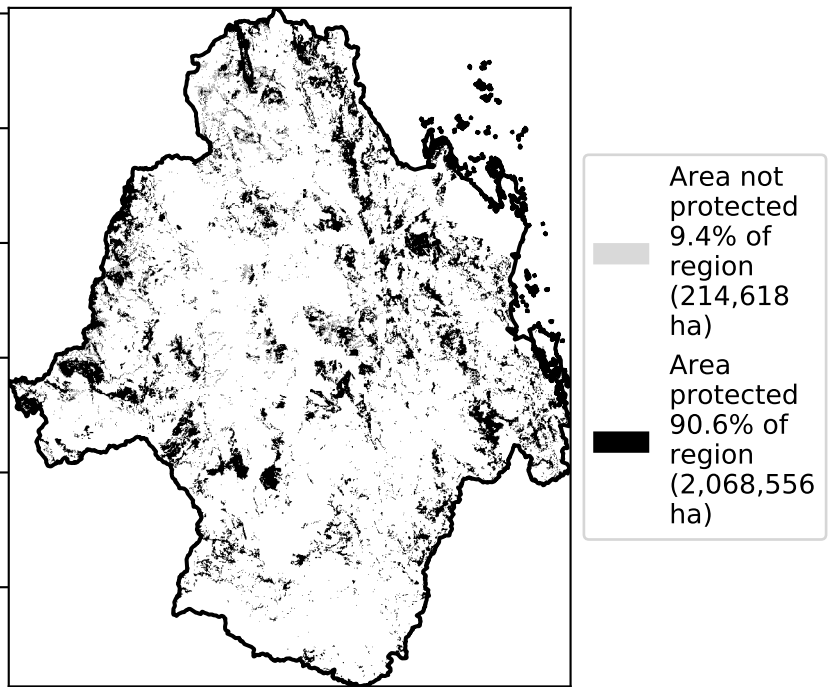 Area not
protected
9.4% of
region
(214,618
ha)
Area
protected
90.6% of
region
(2,068,556
ha)